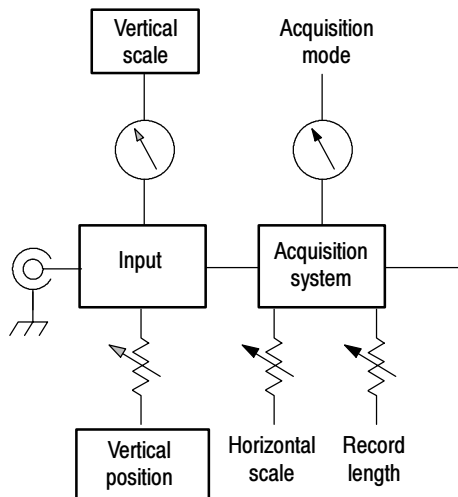 Vertical
scale
Acquisition
mode
Input
Acquisition
system
Vertical
position
Horizontal
scale
Record
length